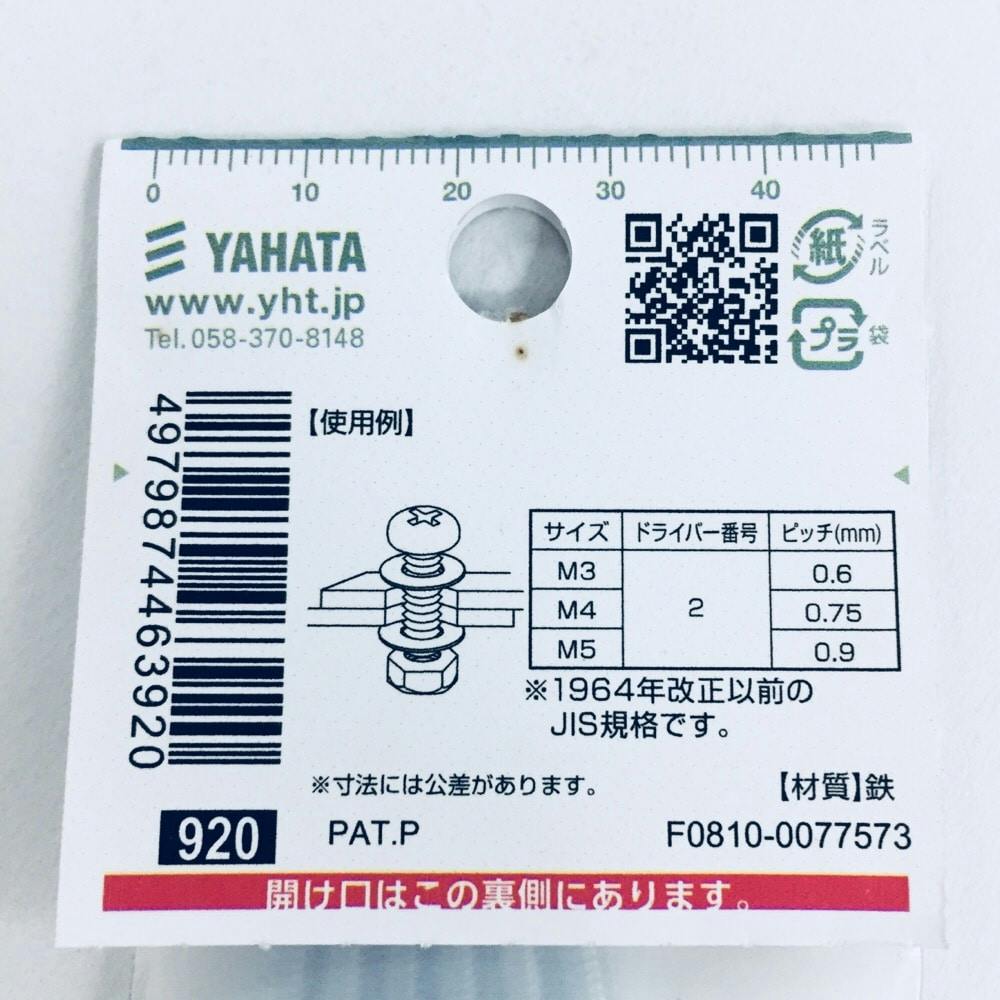 0 10 20 30 40
YAHATA
www.yht.jp
Tel.058-370-8148
紙
ラベル
プラ
袋
4979874463920
【使用例】
サイズ ドライバー番号 ピッチ(mm)
M3 2 0.6
M4 0.75
M5 0.9
※1964年改正以前の
JIS規格です。
※寸法には公差があります。
【材質】鉄
920
PAT.P
F0810-0077573
開け口はこの裏側にあります。